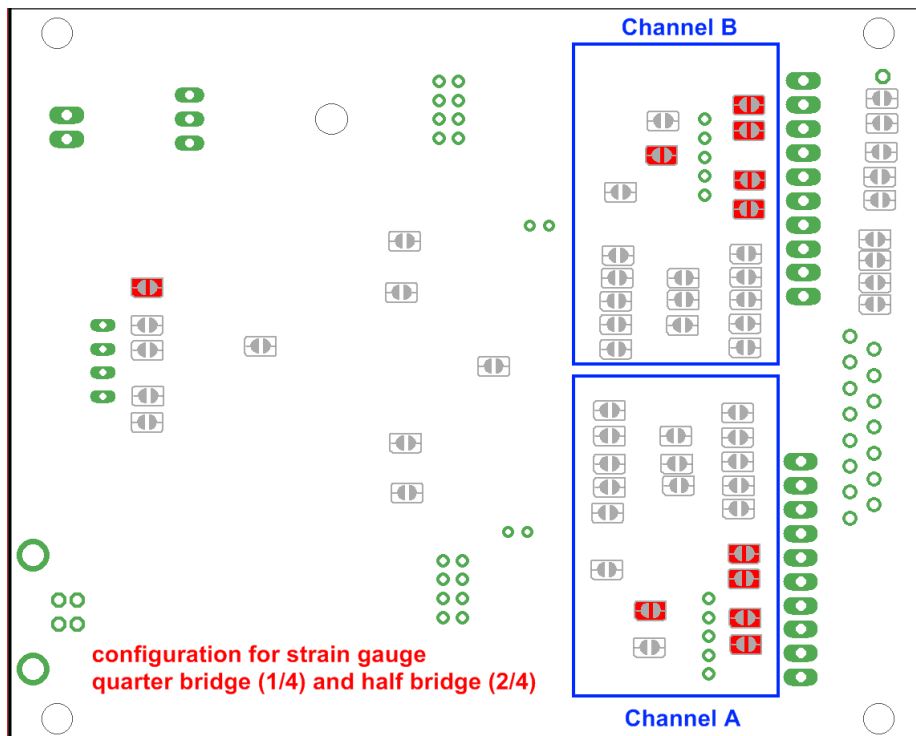 Channel B
configuration for strain gauge
quarter bridge (1/4) and half bridge (2/4)
Channel A